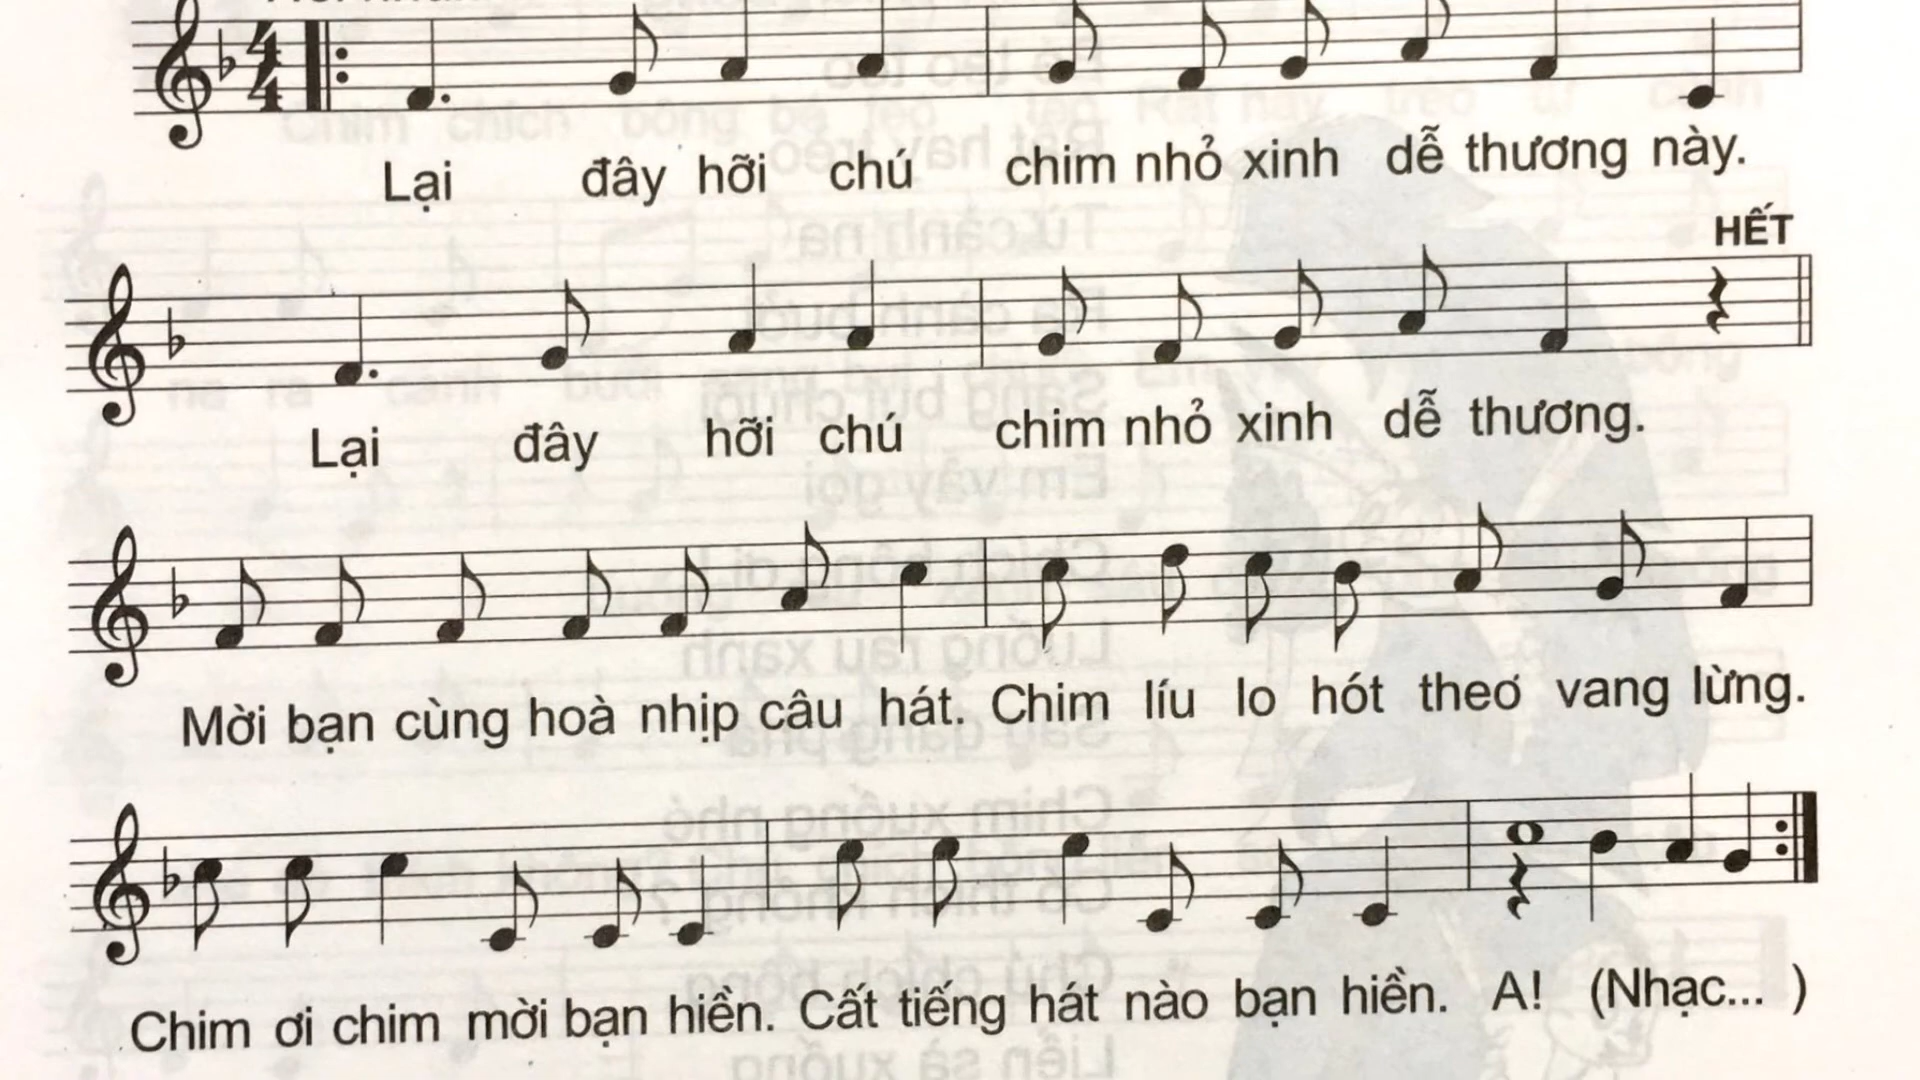 Lại đây hỡi chú chim nhỏ xinh dễ thương này.
HẾT
Lại đây hỡi chú chim nhỏ xinh dễ thương.
Mời bạn cùng hoà nhịp câu hát. Chim líu lo hót theo vang lừng.
Chim ơi chim mời bạn hiền. Cất tiếng hát nào bạn hiền. A! (Nhạc... )